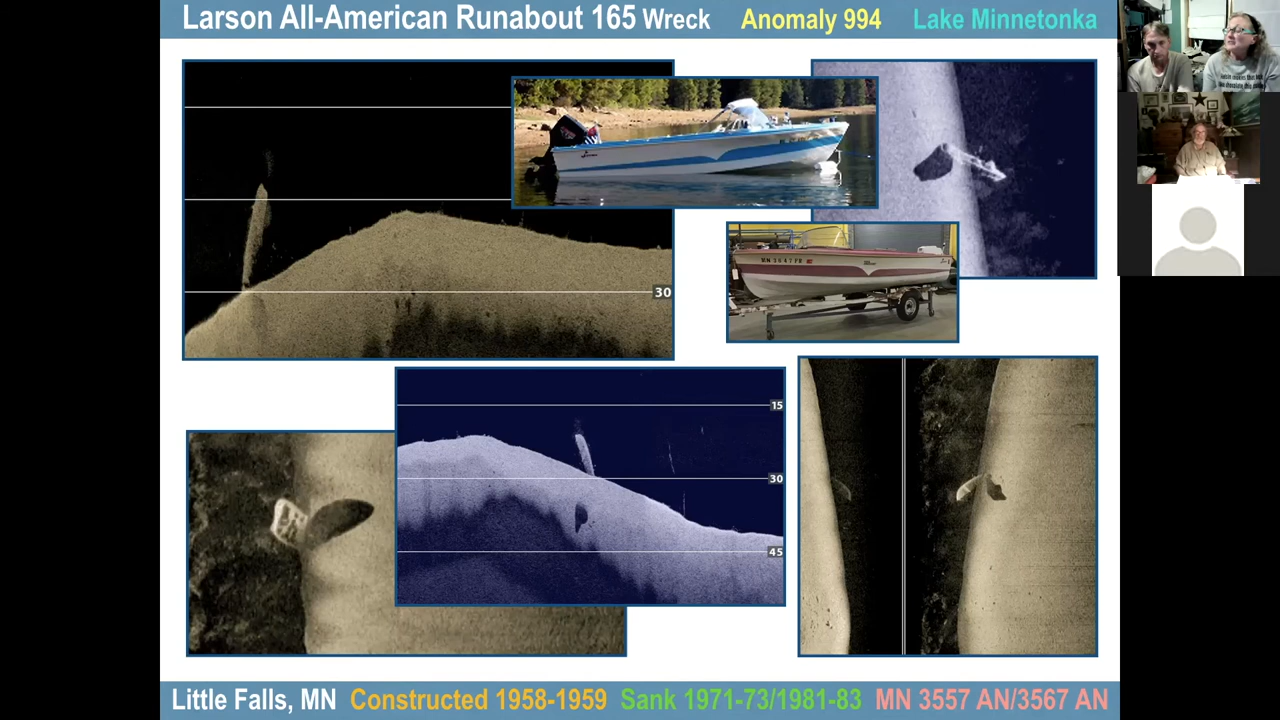 Larson All-American Runabout 165 Wreck Anomaly 994 Lake Minnetonka
30
15
30
45
Little Falls, MN Constructed 1958-1959 Sank 1971-73/1981-83 MN 3557 AN/3567 AN